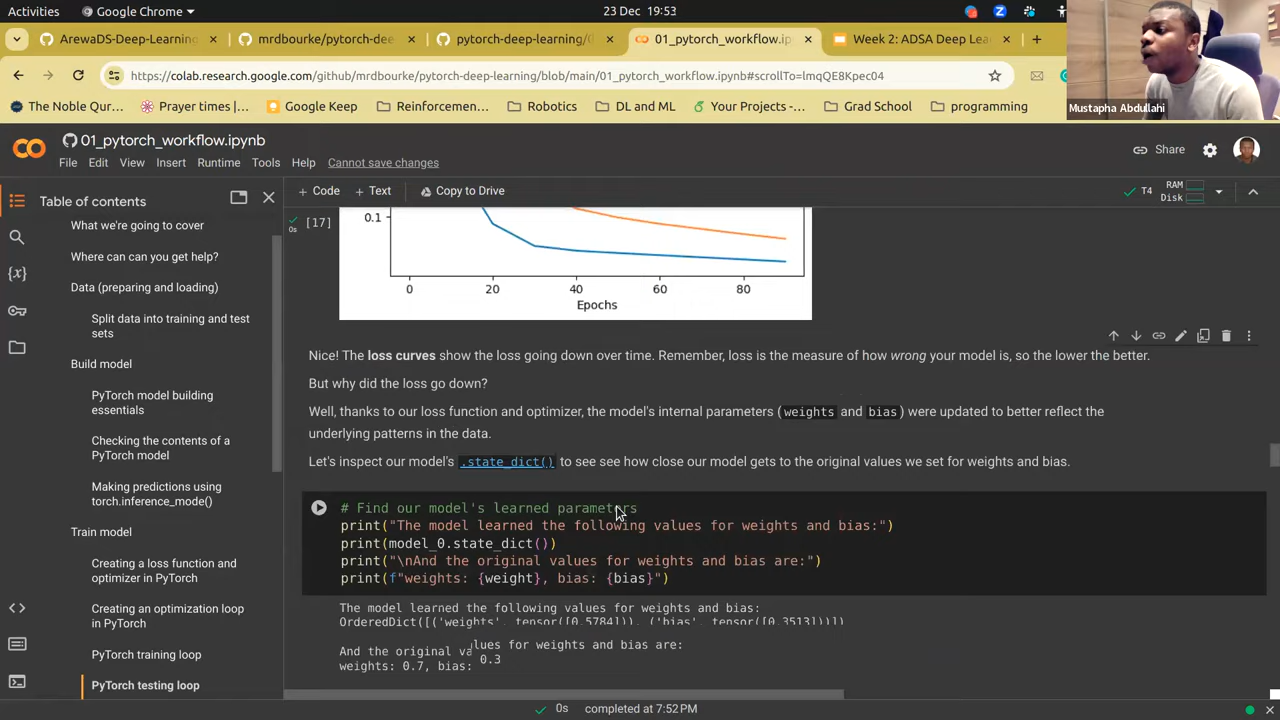 Activities
Google Chrome
23 Dec 19:53
ArewaDS-Deep-Learning
mrdbourke/pytorch-dee
pytorch-deep-learning/
01_pytorch_workflow.ip
Week 2: ADSA Deep Lea
https://colab.research.google.com/github/mrdbourke/pytorch-deep-learning/blob/main/01_pytorch_workflow.ipynb#scrollTo=lmqQE8Kpec04
The Noble Qur...
Prayer times |...
Google Keep
Reinforcemen...
Robotics
DL and ML
Your Projects -...
Grad School
programming
Mustapha Abdullahi
01_pytorch_workflow.ipynb
File Edit View Insert Runtime Tools Help Cannot save changes
Share
Table of contents
+ Code + Text Copy to Drive
T4
RAM
Disk
What we're going to cover
Where can can you get help?
Data (preparing and loading)
Split data into training and test
sets
Build model
PyTorch model building
essentials
Checking the contents of a
PyTorch model
Making predictions using
torch.inference_mode()
Train model
Creating a loss function and
optimizer in PyTorch
Creating an optimization loop
in PyTorch
PyTorch training loop
PyTorch testing loop
{x}
[17]
0s
0.1
0 20 40 60 80
Epochs
Nice! The loss curves show the loss going down over time. Remember, loss is the measure of how wrong your model is, so the lower the better.
But why did the loss go down?
Well, thanks to our loss function and optimizer, the model's internal parameters (weights and bias) were updated to better reflect the
underlying patterns in the data.
Let's inspect our model's .state_dict() to see see how close our model gets to the original values we set for weights and bias.
# Find our model's learned parameters
print("The model learned the following values for weights and bias:")
print(model_0.state_dict())
print("\nAnd the original values for weights and bias are:")
print(f"weights: {weight}, bias: {bias}")
The model learned the following values for weights and bias:
OrderedDict([('weights', tensor([0.5784])), ('bias', tensor([0.3513]))])
And the original values for weights and bias are:
weights: 0.7, bias: 0.3
0s completed at 7:52 PM